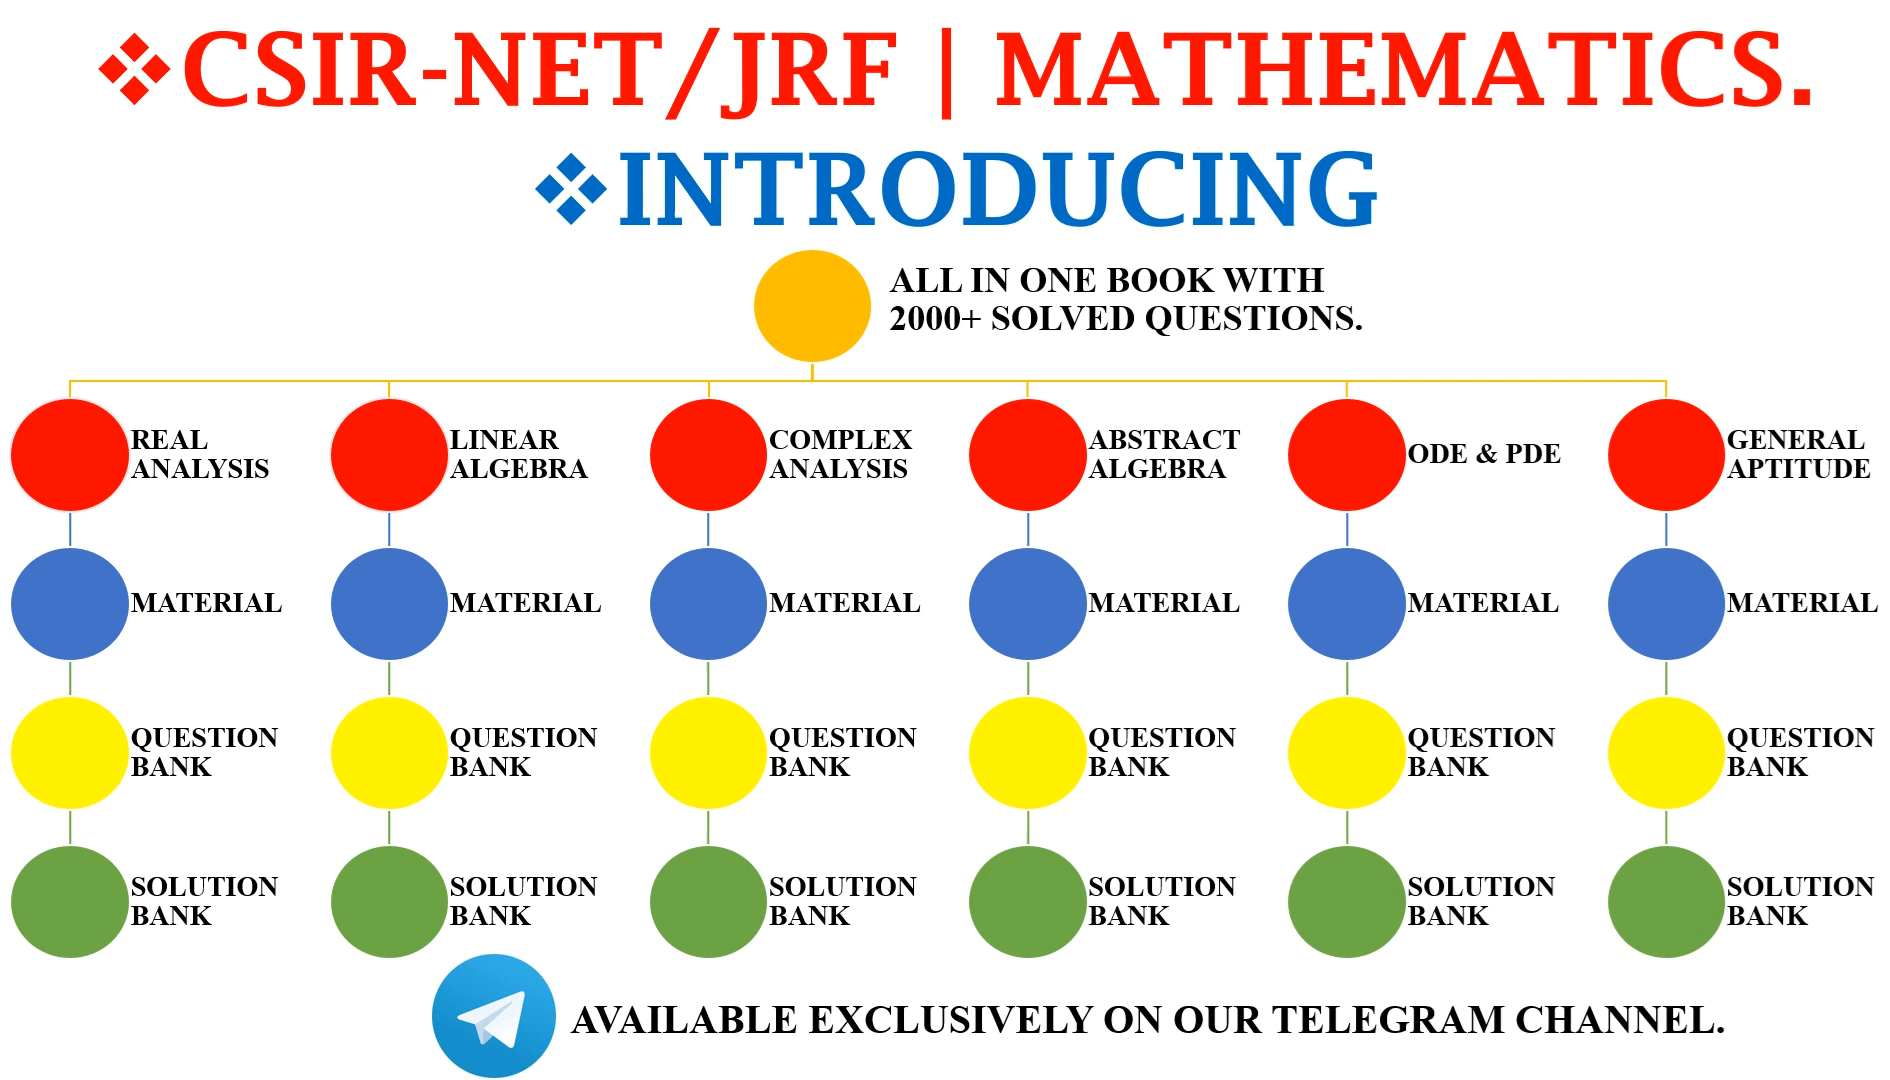 ❖CSIR-NET/JRF | MATHEMATICS.
❖INTRODUCING
ALL IN ONE BOOK WITH
2000+ SOLVED QUESTIONS.
REAL
ANALYSIS
LINEAR
ALGEBRA
COMPLEX
ANALYSIS
ABSTRACT
ALGEBRA
ODE & PDE
GENERAL
APTITUDE
MATERIAL
MATERIAL
MATERIAL
MATERIAL
MATERIAL
MATERIAL
QUESTION
BANK
QUESTION
BANK
QUESTION
BANK
QUESTION
BANK
QUESTION
BANK
QUESTION
BANK
SOLUTION
BANK
SOLUTION
BANK
SOLUTION
BANK
SOLUTION
BANK
SOLUTION
BANK
SOLUTION
BANK
AVAILABLE EXCLUSIVELY ON OUR TELEGRAM CHANNEL.